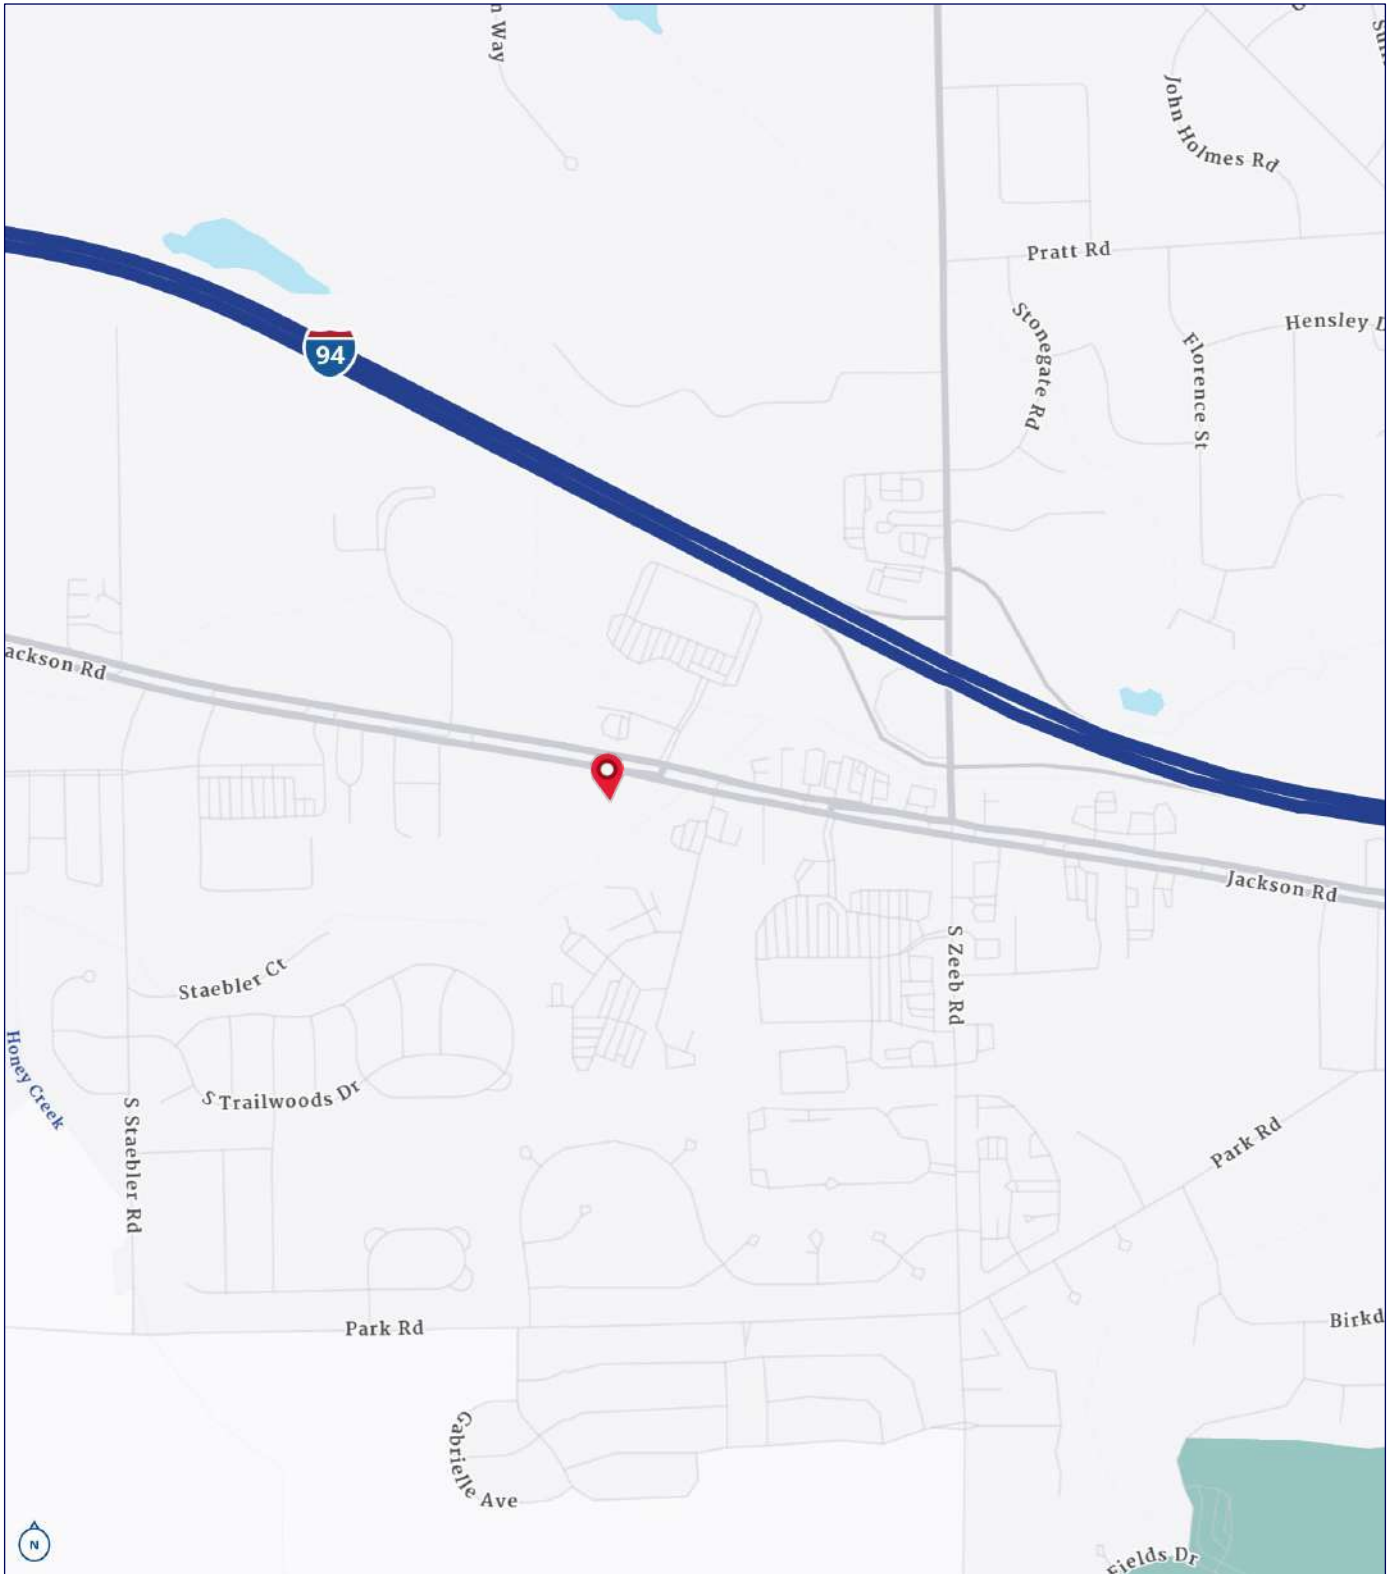 n Way
John Holmes Rd
Pratt Rd
Stonegate Rd
Florence St
Hensley
94
ackson Rd
Jackson Rd
S Zeeb Rd
Staebler Ct
Honey Creek
S Trailwoods Dr
S Staebler Rd
Park Rd
Park Rd
Birkd
Gabrielle Ave
Fields Dr
N